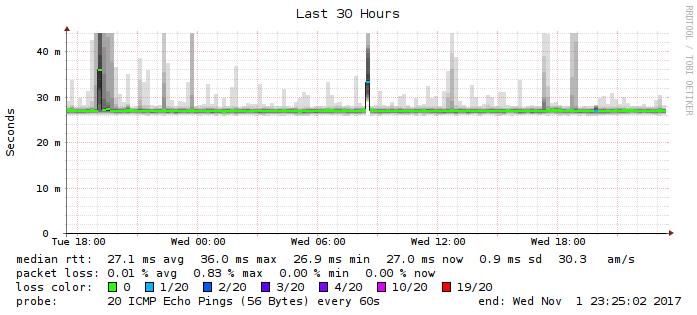 Last 30 Hours
RRDTOOL / TOBI OETIKER
Seconds
40 m
30 m
20 m
10 m
0
Tue 18:00 Wed 00:00 Wed 06:00 Wed 12:00 Wed 18:00
median rtt: 27.1 ms avg 36.0 ms max 26.9 ms min 27.0 ms now 0.9 ms sd 30.3 am/s
packet loss: 0.01 % avg 0.83 % max 0.00 % min 0.00 % now
loss color: 0 1/20 2/20 3/20 4/20 10/20 19/20
probe: 20 ICMP Echo Pings (56 Bytes) every 60s end: Wed Nov 1 23:25:02 2017